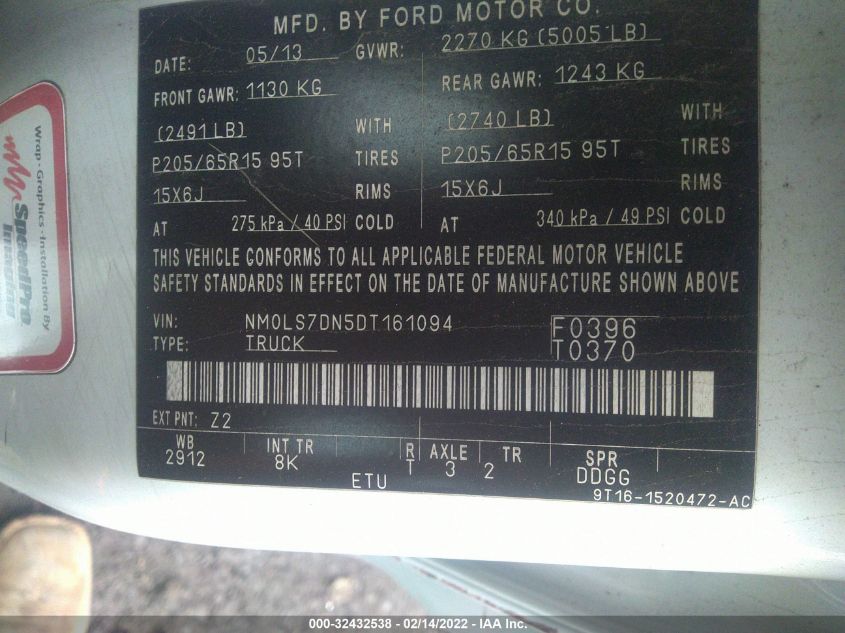 MFD. BY FORD MOTOR CO.
DATE: 05/13 GVWR: 2270 KG (5005 LB)
FRONT GAWR: 1130 KG REAR GAWR: 1243 KG
(2491 LB) WITH (2740 LB) WITH
P205/65R15 95T TIRES P205/65R15 95T TIRES
15X6J RIMS 15X6J RIMS
AT 275 kPa / 40 PSI COLD AT 340 kPa / 49 PSI COLD
THIS VEHICLE CONFORMS TO ALL APPLICABLE FEDERAL MOTOR VEHICLE
SAFETY STANDARDS IN EFFECT ON THE DATE OF MANUFACTURE SHOWN ABOVE
VIN: NM0LS7DN5DT161094 F0396
TYPE: TRUCK T0370
EXT PNT: Z2
WB INT TR R AXLE TR SPR
2912 8K T 3 2 DDGG
ETU 9T16-1520472-AC
Wrap - Graphics - Installation By
SpeedPro
Imaging
000-32432538 - 02/14/2022 - IAA Inc.